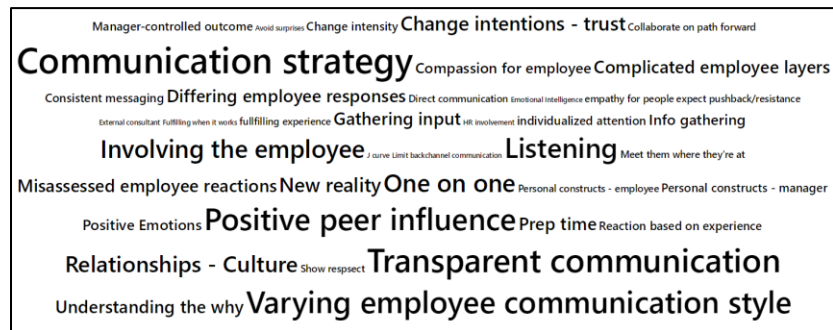 Manager-controlled outcome Avoid surprises Change intensity Change intentions - trust Collaborate on path forward
Communication strategy Compassion for employee Complicated employee layers
Consistent messaging Differing employee responses Direct communication Emotional Intelligence empathy for people expect pushback/resistance
External consultant Fulfilling when it works fullfilling experience Gathering input HR involvement individualized attention Info gathering
Involving the employee J curve Limit backchannel communication Listening Meet them where they're at
Misassessed employee reactions New reality One on one Personal constructs - employee Personal constructs - manager
Positive Emotions Positive peer influence Prep time Reaction based on experience
Relationships - Culture Show respsect Transparent communication
Understanding the why Varying employee communication style